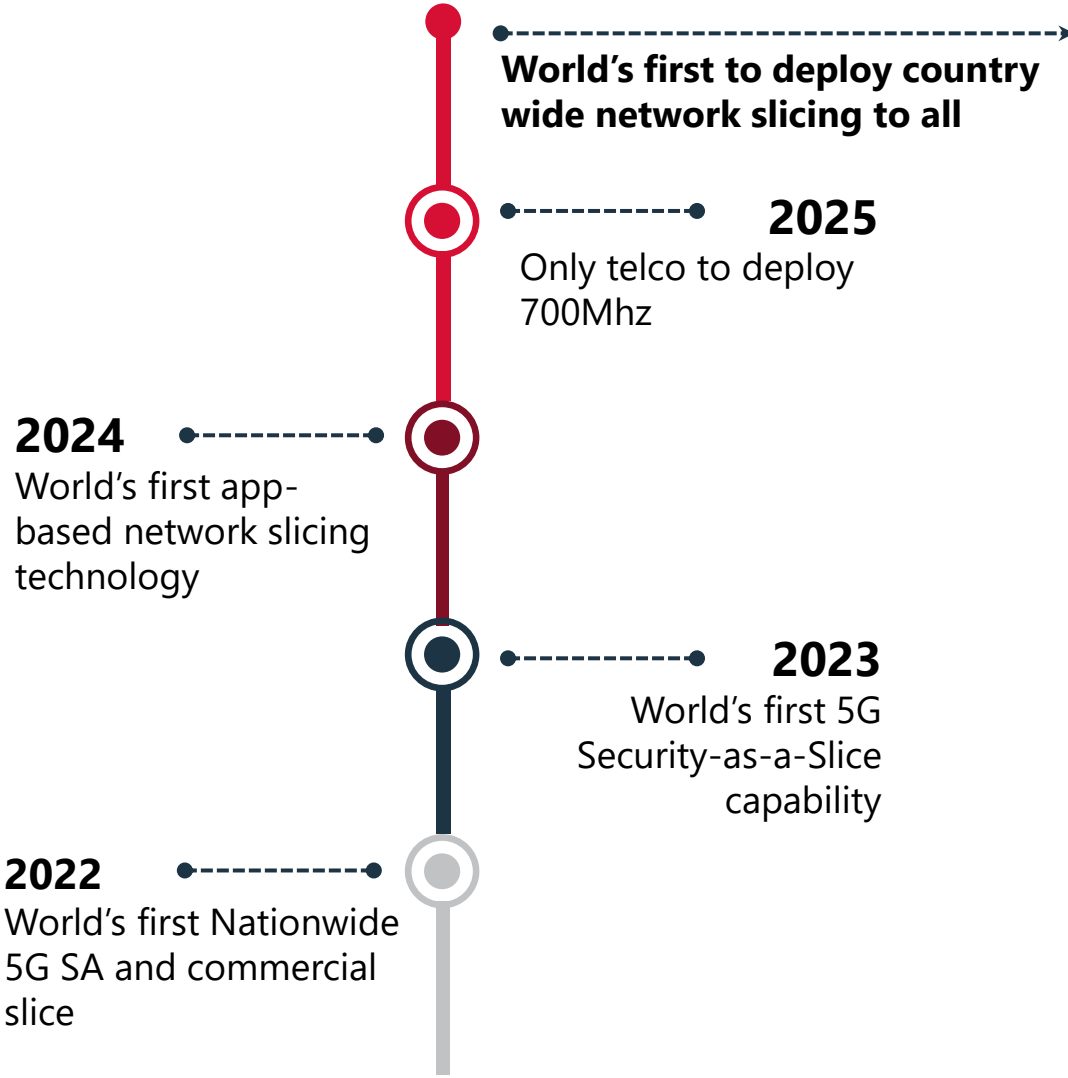 World’s first to deploy country
wide network slicing to all
2025
Only telco to deploy
700Mhz
2024
World’s first app-
based network slicing
technology
2023
World’s first 5G
Security-as-a-Slice
capability
2022
World’s first Nationwide
5G SA and commercial
slice